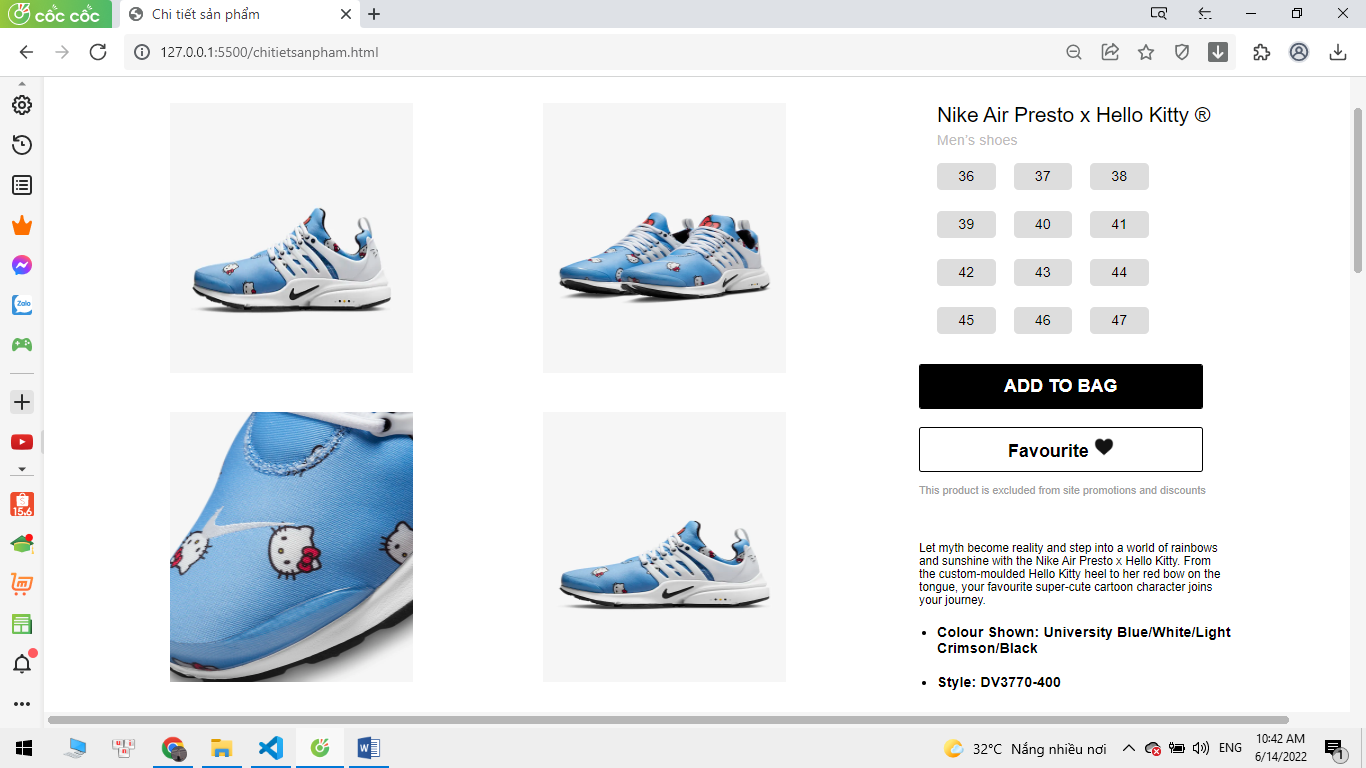 cốc cốc
Chi tiết sản phẩm
127.0.0.1:5500/chitietsanpham.html
Nike Air Presto x Hello Kitty ®
Men's shoes
36 37 38
39 40 41
42 43 44
45 46 47
ADD TO BAG
Favourite
This product is excluded from site promotions and discounts
Let myth become reality and step into a world of rainbows
and sunshine with the Nike Air Presto x Hello Kitty. From
the custom-moulded Hello Kitty heel to her red bow on the
tongue, your favourite super-cute cartoon character joins
your journey.
• Colour Shown: University Blue/White/Light
Crimson/Black
• Style: DV3770-400
Zalo
15.6
32°C Nắng nhiều nơi
ENG
10:42 AM
6/14/2022
1